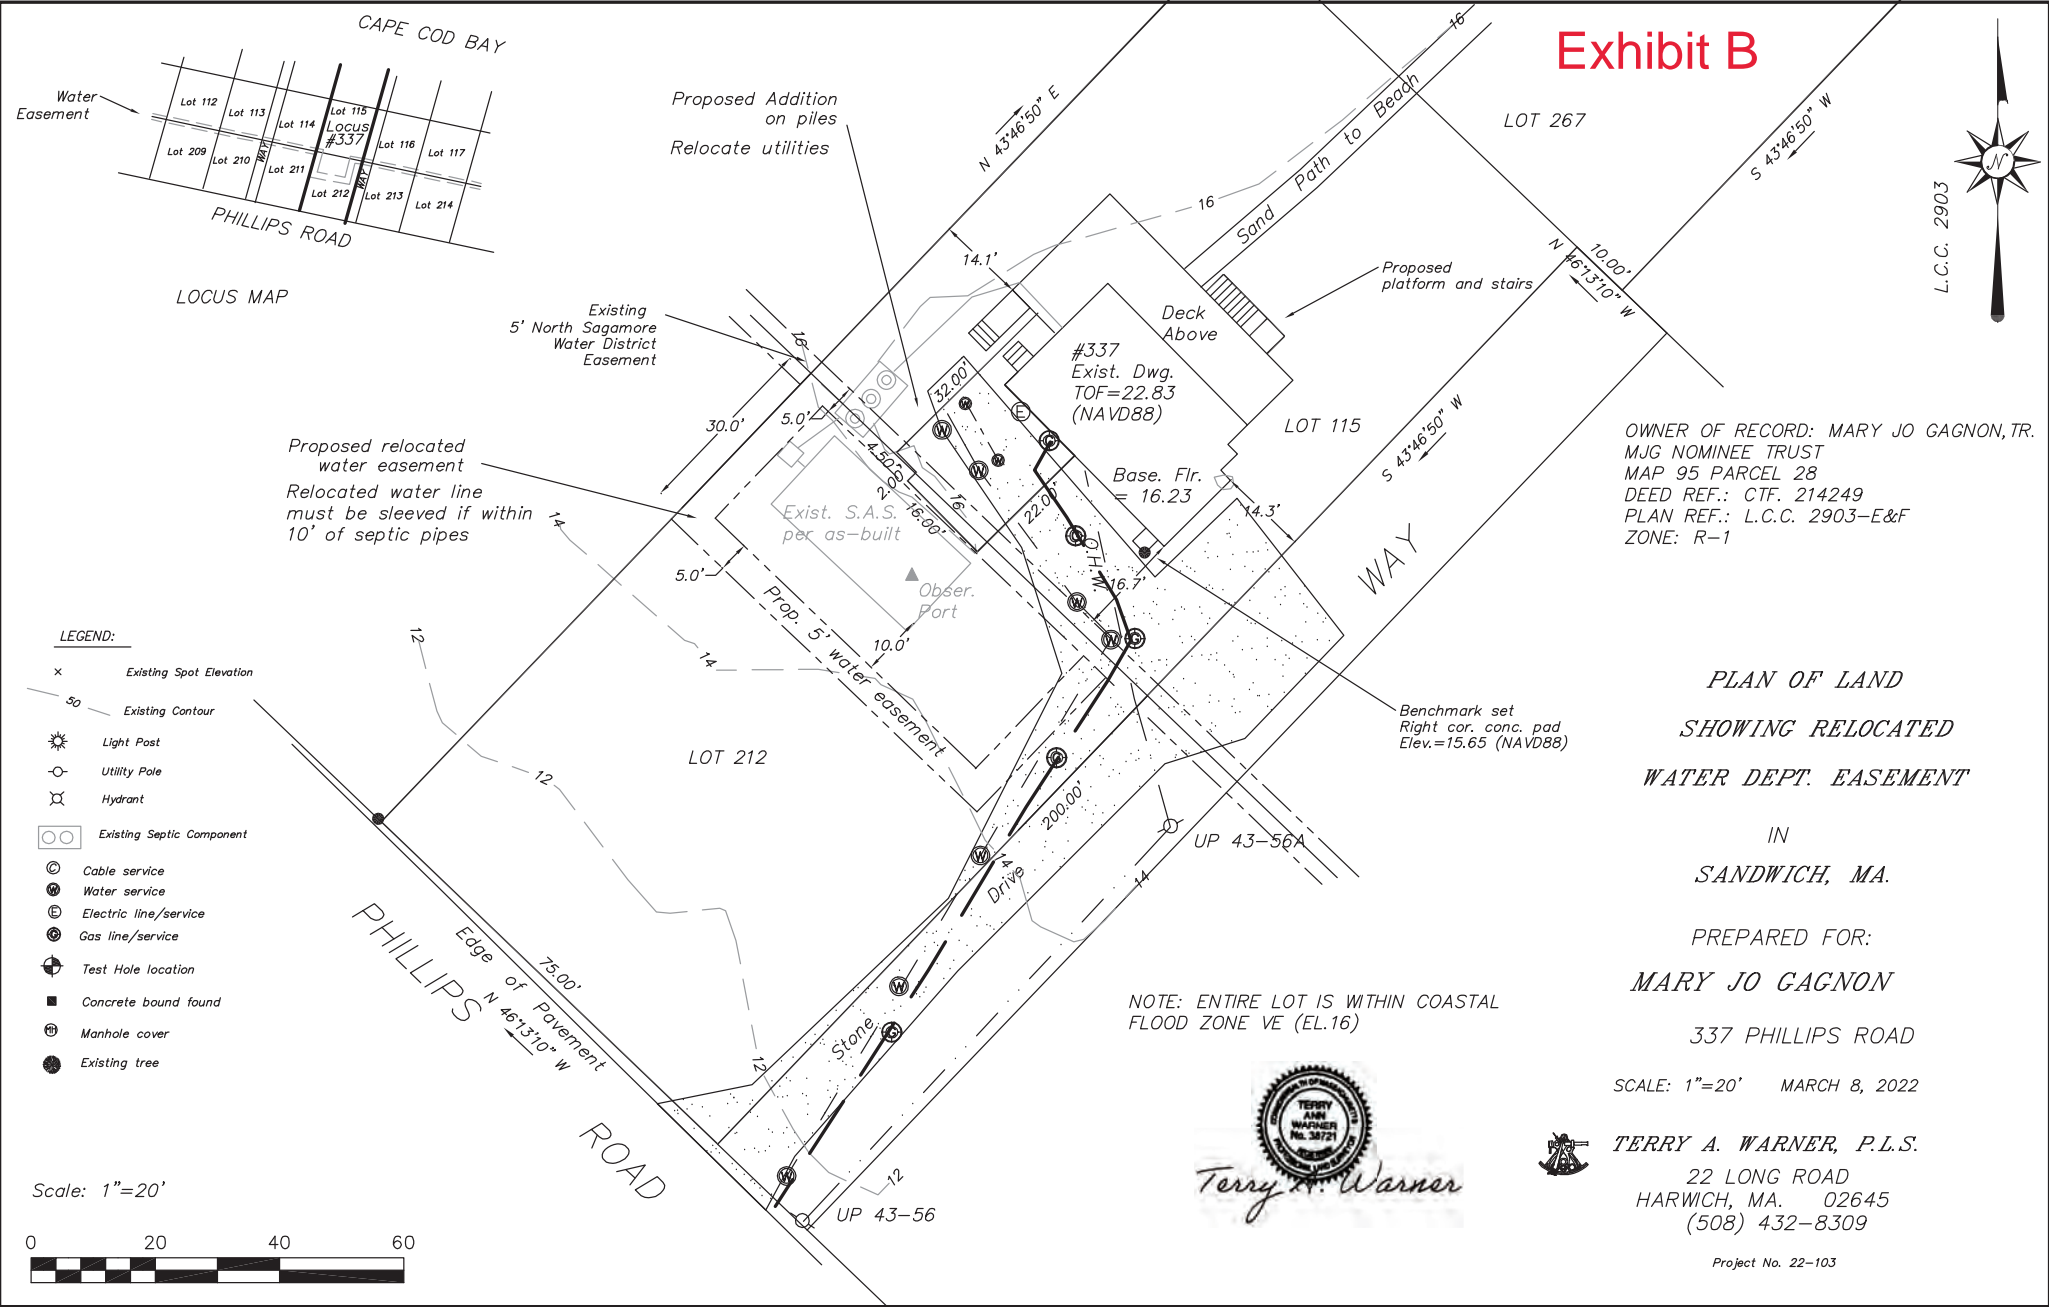 Exhibit B
CAPE COD BAY
Water
Easement
Lot 112
Lot 113
Lot 114
Lot 115
Locus
#337
Lot 116
Lot 117
Lot 209
Lot 210
WAY
Lot 211
Lot 212
WAY
Lot 213
Lot 214
PHILLIPS ROAD
LOCUS MAP
Proposed Addition
on piles
Relocate utilities
N 43°46'50" E
16
Sand Path to Beach
16
LOT 267
S 43°46'50" W
L.C.C. 2903
N
14.1'
N 46°13'10" W
10.00'
Proposed
platform and stairs
Deck
Above
Existing
5' North Sagamore
Water District
Easement
16
#337
Exist. Dwg.
TOF=22.83
(NAVD88)
32.00'
W
W
E
G
W
W
30.0'
5.0'
4.50'
2.00'
16.00'
16
22.00'
Base. Flr.
= 16.23
LOT 115
S 43°46'50" W
14.3'
WAY
Proposed relocated
water easement
Relocated water line
must be sleeved if within
10' of septic pipes
14
Exist. S.A.S.
per as-built
Obser.
Port
5.0'
10.0'
Prop. 5' water easement
14
G
O.H.W.
16.7'
W
W
G
OWNER OF RECORD: MARY JO GAGNON, TR.
MJG NOMINEE TRUST
MAP 95 PARCEL 28
DEED REF.: CTF. 214249
PLAN REF.: L.C.C. 2903-E&F
ZONE: R-1
Benchmark set
Right cor. conc. pad
Elev.=15.65 (NAVD88)
LEGEND:
Existing Spot Elevation
50
Existing Contour
Light Post
Utility Pole
Hydrant
Existing Septic Component
C
Cable service
W
Water service
E
Electric line/service
G
Gas line/service
Test Hole location
Concrete bound found
MH
Manhole cover
Existing tree
12
12
LOT 212
G
200.00'
UP 43-56A
W
14
Drive
14
W
Stone
G
W
12
12
UP 43-56
PHILLIPS
ROAD
Edge of Pavement
75.00'
N 46°13'10" W
NOTE: ENTIRE LOT IS WITHIN COASTAL
FLOOD ZONE VE (EL.16)
TERRY
ANN
WARNER
No. 38721
Terry A. Warner
PLAN OF LAND
SHOWING RELOCATED
WATER DEPT. EASEMENT
IN
SANDWICH, MA.
PREPARED FOR:
MARY JO GAGNON
337 PHILLIPS ROAD
SCALE: 1"=20' MARCH 8, 2022
TERRY A. WARNER, P.L.S.
22 LONG ROAD
HARWICH, MA. 02645
(508) 432-8309
Project No. 22-103
Scale: 1"=20'
0 20 40 60